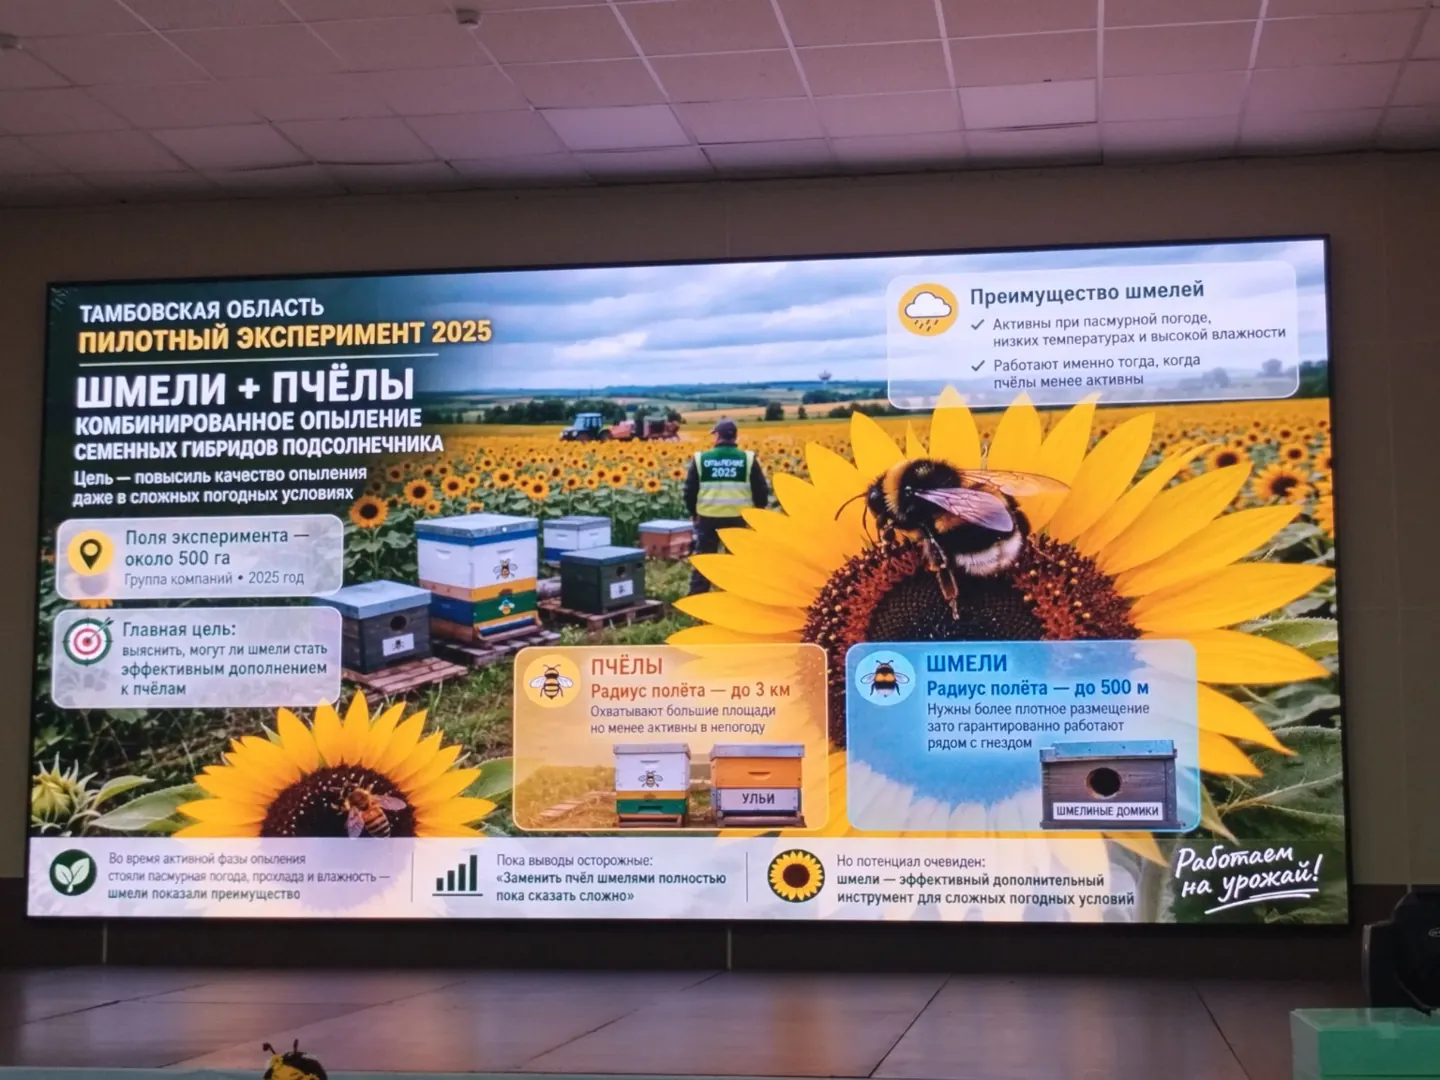 ТАМБОВСКАЯ ОБЛАСТЬ
ПИЛОТНЫЙ ЭКСПЕРИМЕНТ 2025
ШМЕЛИ + ПЧЁЛЫ
КОМБИНИРОВАННОЕ ОПЫЛЕНИЕ
СЕМЕННЫХ ГИБРИДОВ ПОДСОЛНЕЧНИКА
Цель — повысиль качество опыления
даже в сложных погодных условиях
Поля эксперимента —
около 500 га
Группа компаний • 2025 год
Главная цель:
выяснить, могут ли шмели стать
эффективным дополнением
к пчёлам
Преимущество шмелей
Активны при пасмурной погоде,
низких температурах и высокой влажности
Работают именно тогда, когда
пчёлы менее активны
ОПЫЛЕНИЕ
2025
ПЧЁЛЫ
Радиус полёта — до 3 км
Охватывают большие площади
но менее активны в непогоду
УЛЬИ
ШМЕЛИ
Радиус полёта — до 500 м
Нужны более плотное размещение
зато гарантированно работают
рядом с гнездом
ШМЕЛИНЫЕ ДОМИКИ
Во время активной фазы опыления
стояли пасмурная погода, прохлада и влажность —
шмели показали преимущество
Пока выводы осторожные:
«Заменить пчёл шмелями полностью
пока сказать сложно»
Но потенциал очевиден:
шмели — эффективный дополнительный
инструмент для сложных погодных условий
Работаем
на урожай!